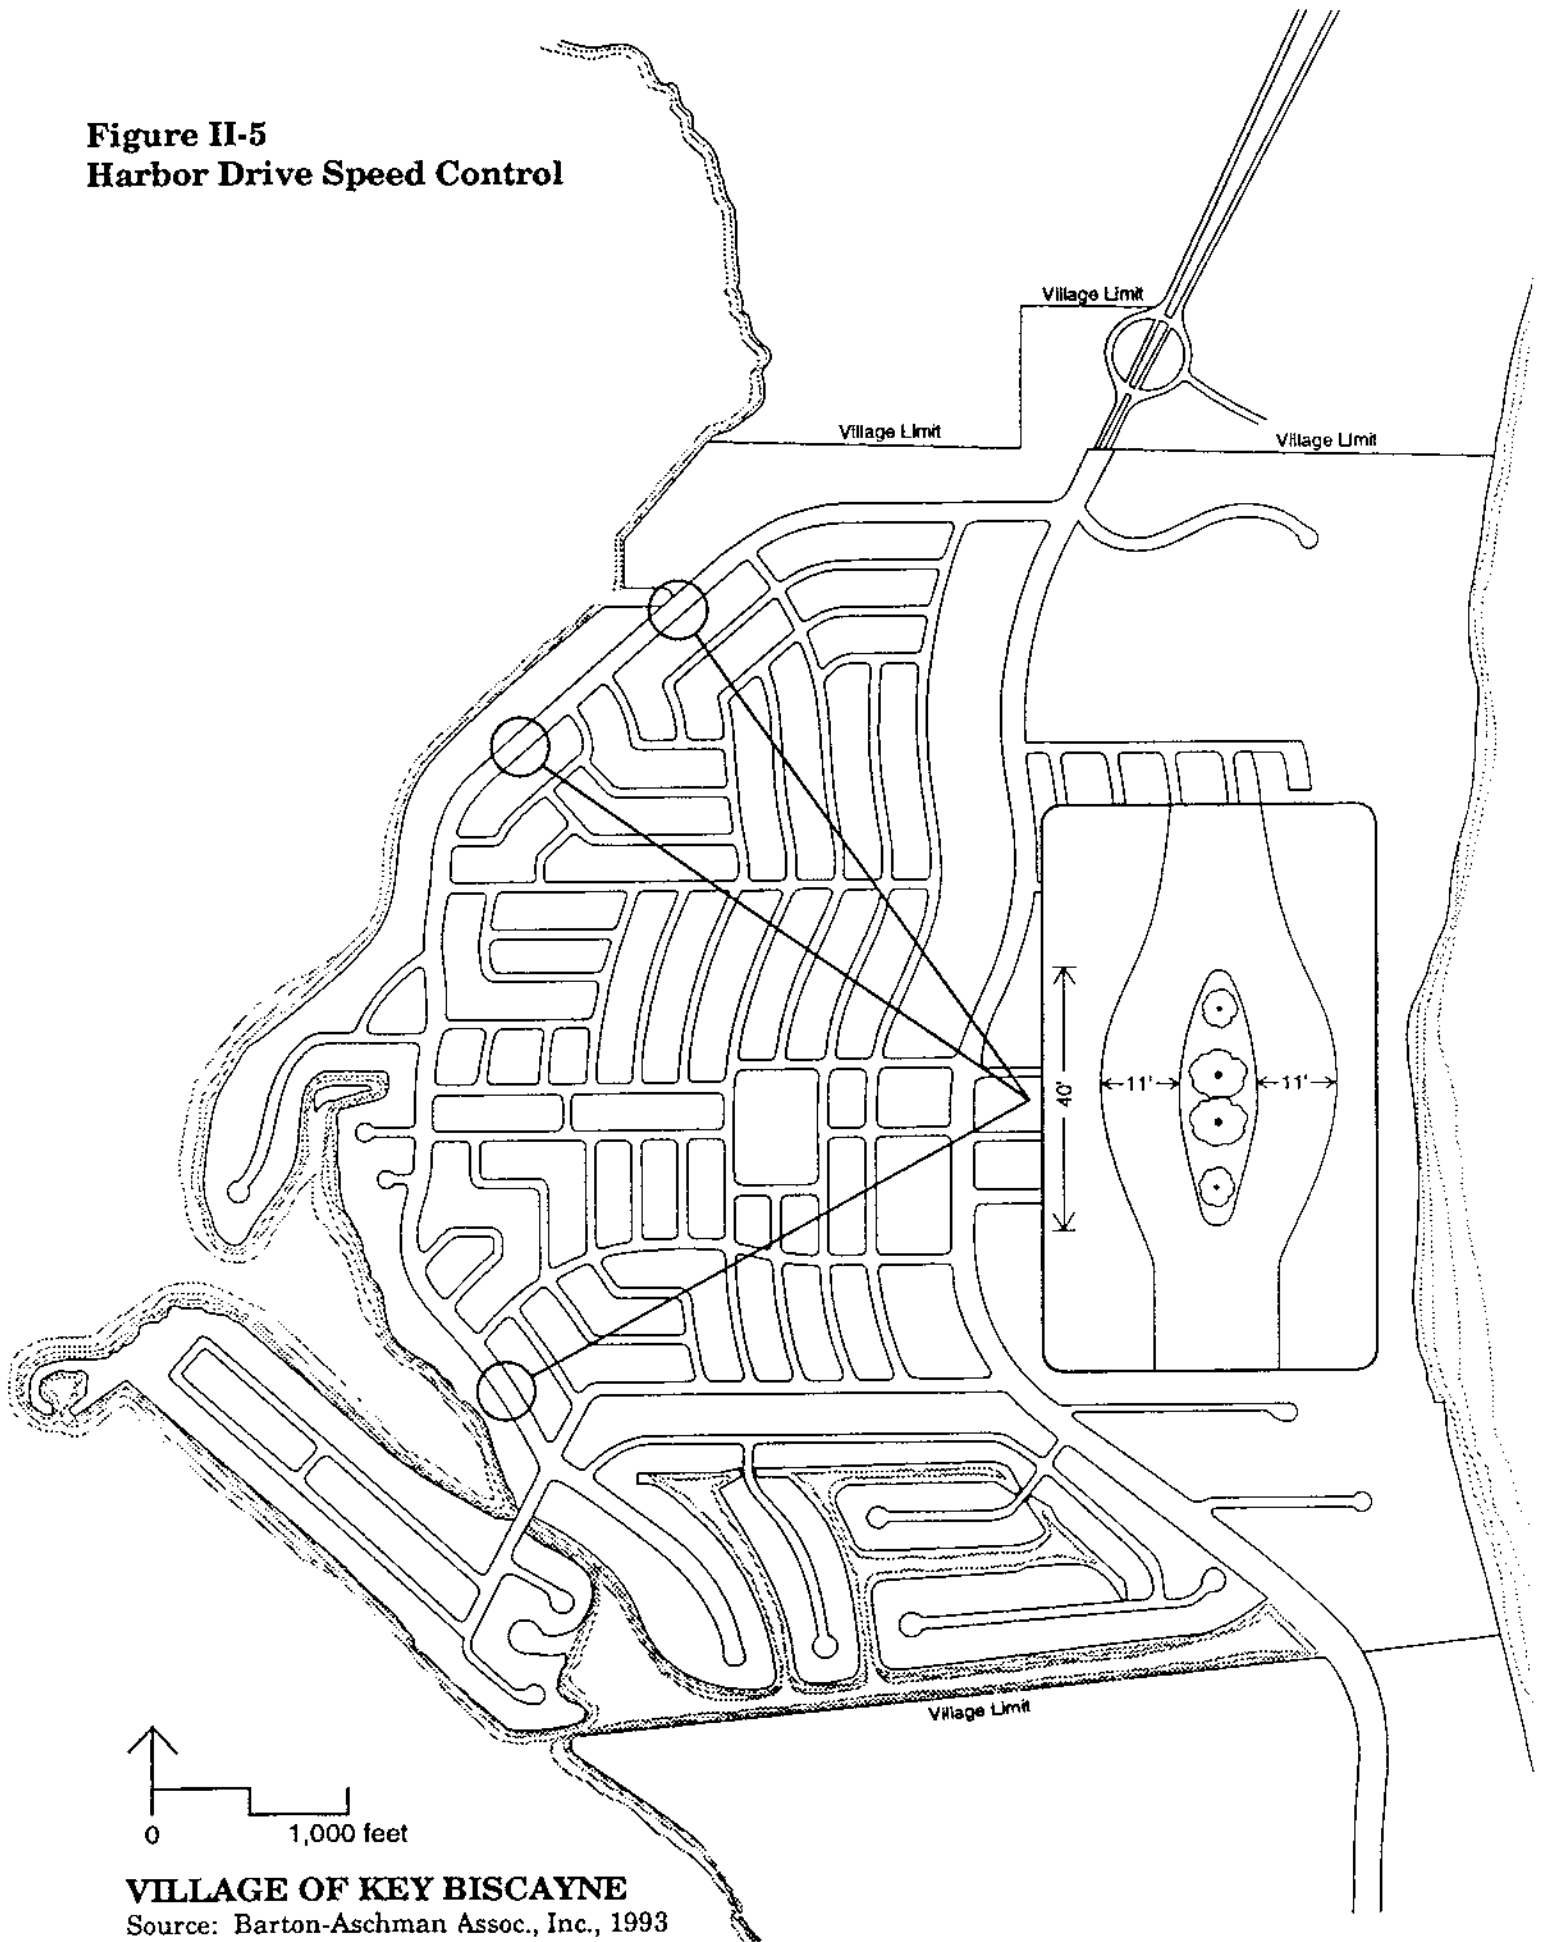 Figure II-5
Harbor Drive Speed Control
Village Limit
Village Limit
Village Limit
40'
11'
11'
Village Limit
0
1,000 feet
VILLAGE OF KEY BISCAYNE
Source: Barton-Aschman Assoc., Inc., 1993